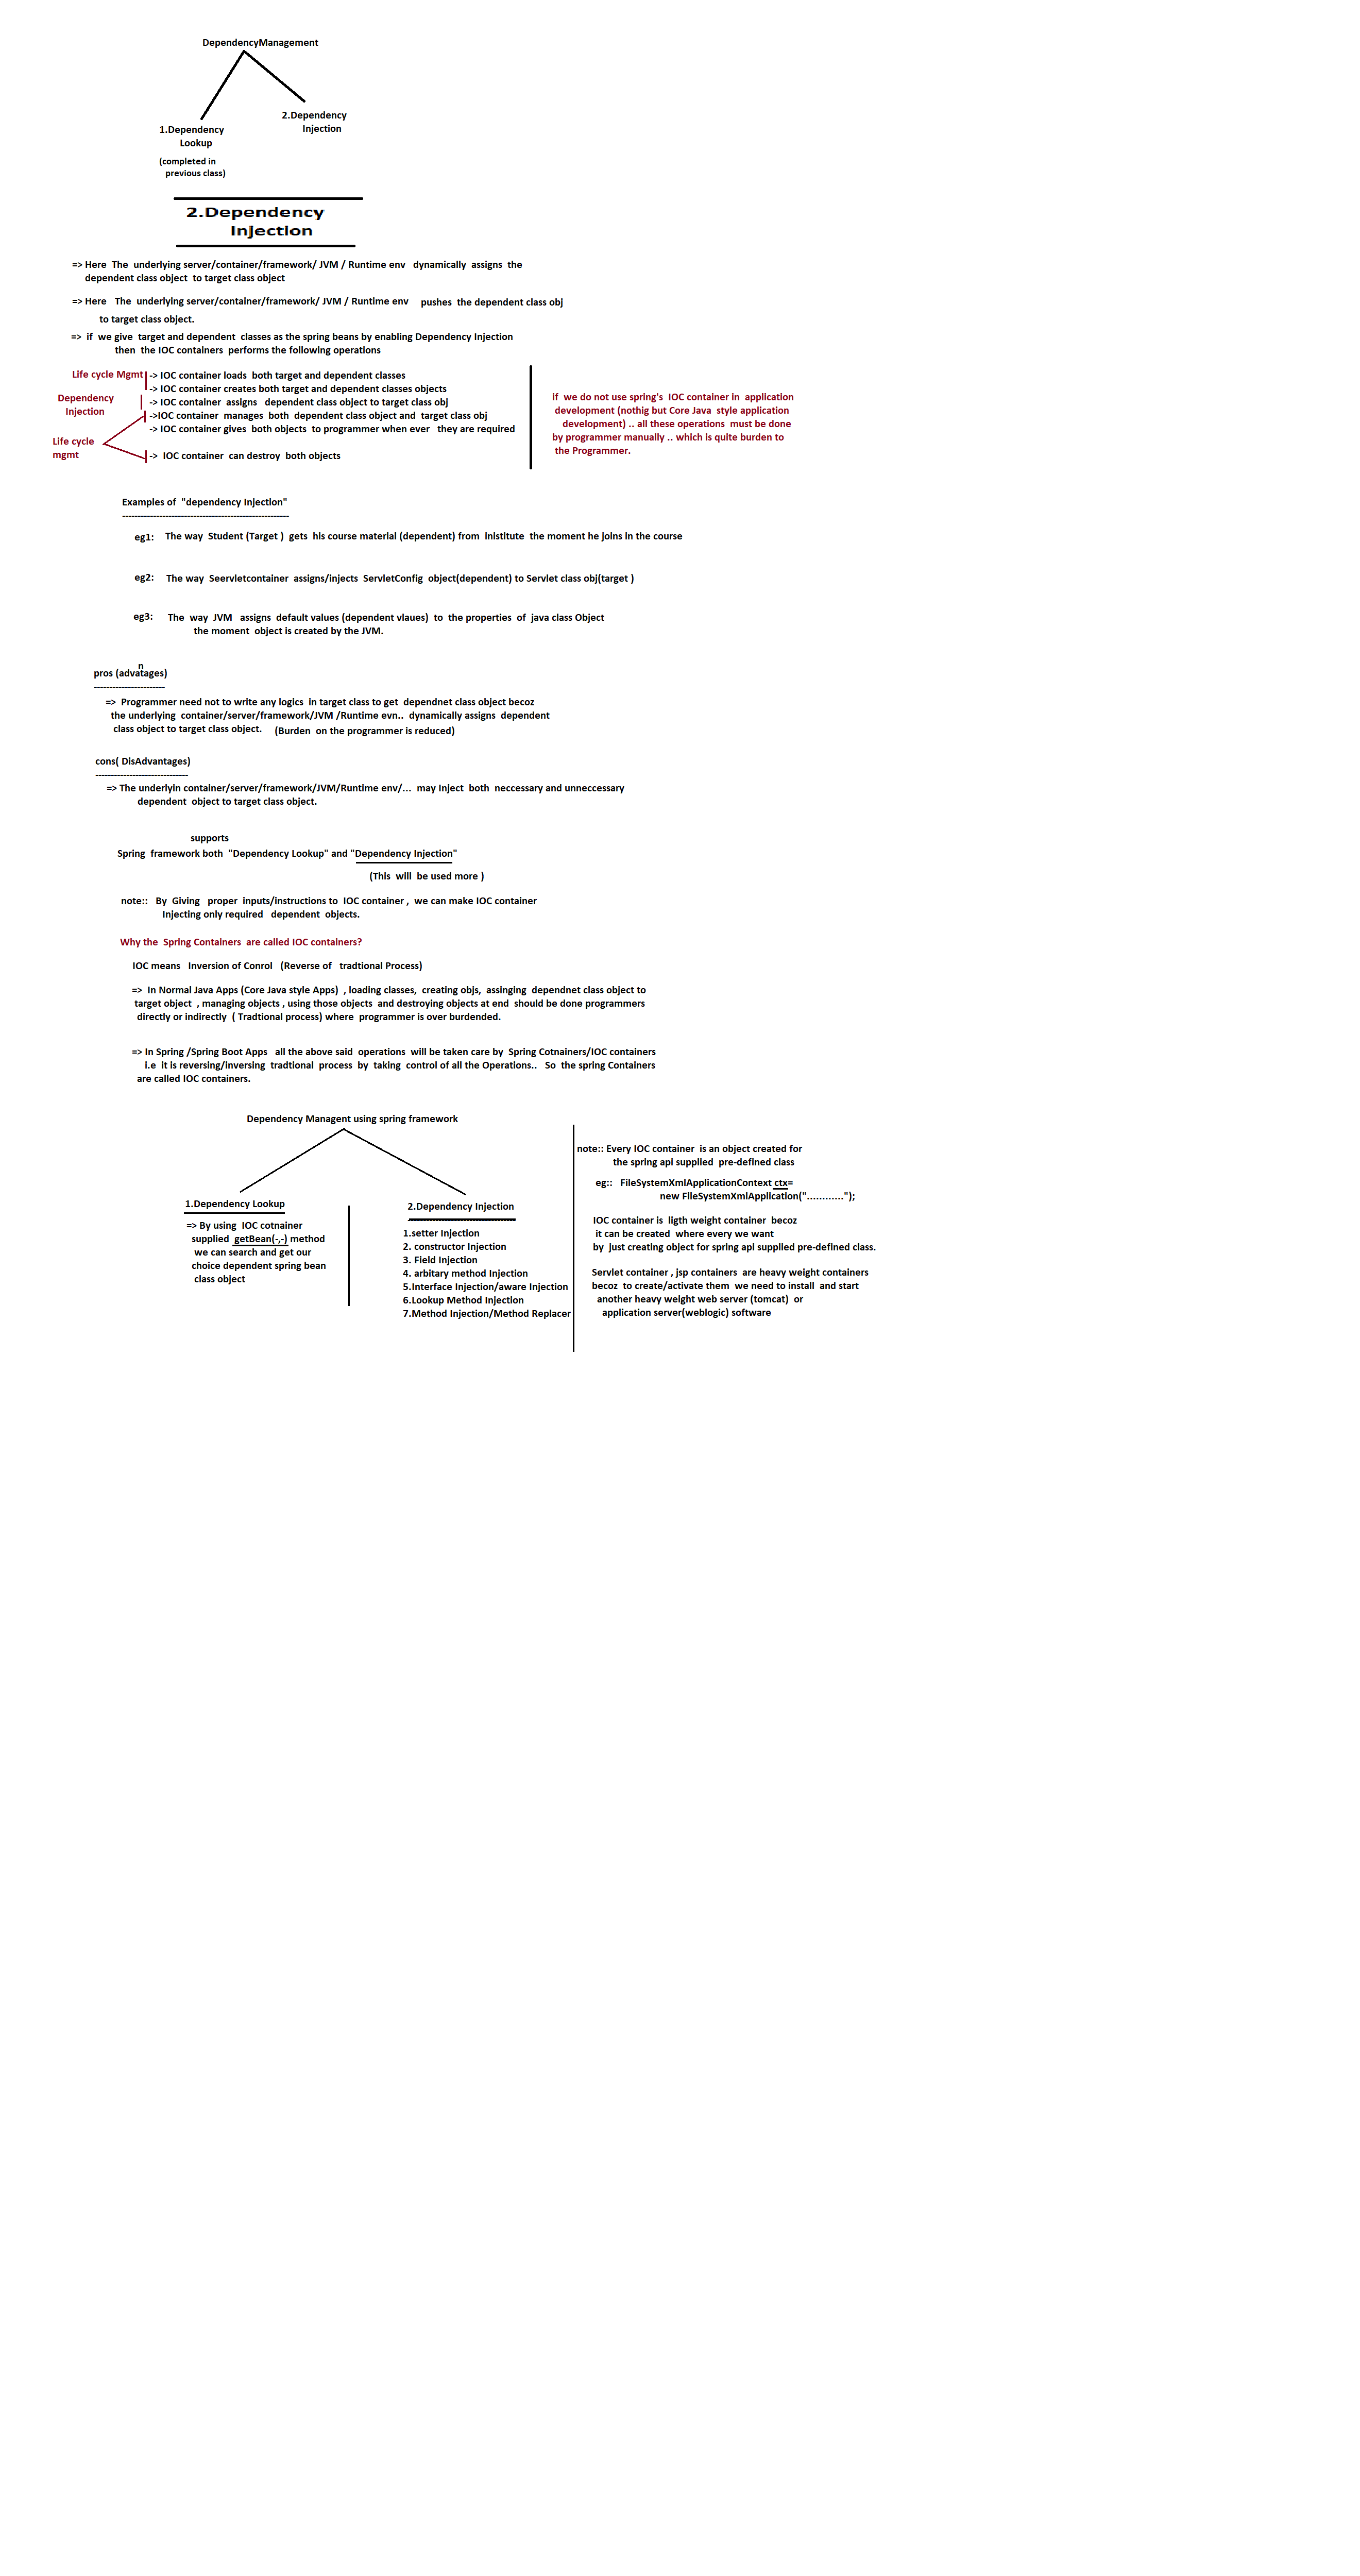 DependencyManagement
1.Dependency
Lookup
2.Dependency
Injection
(completed in
previous class)
2.Dependency
Injection
=> Here The underlying server/container/framework/ JVM / Runtime env dynamically assigns the
dependent class object to target class object
=> Here The underlying server/container/framework/ JVM / Runtime env pushes the dependent class obj
to target class object.
=> if we give target and dependent classes as the spring beans by enabling Dependency Injection
then the IOC containers performs the following operations
Life cycle Mgmt
-> IOC container loads both target and dependent classes
-> IOC container creates both target and dependent classes objects
Dependency
Injection
-> IOC container assigns dependent class object to target class obj
->IOC container manages both dependent class object and target class obj
-> IOC container gives both objects to programmer when ever they are required
Life cycle
mgmt
-> IOC container can destroy both objects
if we do not use spring's IOC container in application
development (nothig but Core Java style application
development) .. all these operations must be done
by programmer manually .. which is quite burden to
the Programmer.
Examples of "dependency Injection"
------------------------------------------------------
eg1: The way Student (Target ) gets his course material (dependent) from inistitute the moment he joins in the course
eg2: The way Seervletcontainer assigns/injects ServletConfig object(dependent) to Servlet class obj(target )
eg3: The way JVM assigns default values (dependent vlaues) to the properties of java class Object
the moment object is created by the JVM.
n
pros (advatages)
-----------------------
=> Programmer need not to write any logics in target class to get dependnet class object becoz
the underlying container/server/framework/JVM /Runtime evn.. dynamically assigns dependent
class object to target class object. (Burden on the programmer is reduced)
cons( DisAdvantages)
------------------------------
=> The underlyin container/server/framework/JVM/Runtime env/... may Inject both neccessary and unneccessary
dependent object to target class object.
supports
Spring framework both "Dependency Lookup" and "Dependency Injection"
(This will be used more )
note:: By Giving proper inputs/instructions to IOC container , we can make IOC container
Injecting only required dependent objects.
Why the Spring Containers are called IOC containers?
IOC means Inversion of Conrol (Reverse of tradtional Process)
=> In Normal Java Apps (Core Java style Apps) , loading classes, creating objs, assinging dependnet class object to
target object , managing objects , using those objects and destroying objects at end should be done programmers
directly or indirectly ( Tradtional process) where programmer is over burdended.
=> In Spring /Spring Boot Apps all the above said operations will be taken care by Spring Cotnainers/IOC containers
i.e it is reversing/inversing tradtional process by taking control of all the Operations.. So the spring Containers
are called IOC containers.
Dependency Managent using spring framework
1.Dependency Lookup
=> By using IOC cotnainer
supplied getBean(-,-) method
we can search and get our
choice dependent spring bean
class object
2.Dependency Injection
1.setter Injection
2. constructor Injection
3. Field Injection
4. arbitary method Injection
5.Interface Injection/aware Injection
6.Lookup Method Injection
7.Method Injection/Method Replacer
note:: Every IOC container is an object created for
the spring api supplied pre-defined class
eg:: FileSystemXmlApplicationContext ctx=
new FileSystemXmlApplication("............");
IOC container is ligth weight container becoz
it can be created where every we want
by just creating object for spring api supplied pre-defined class.
Servlet container , jsp containers are heavy weight containers
becoz to create/activate them we need to install and start
another heavy weight web server (tomcat) or
application server(weblogic) software